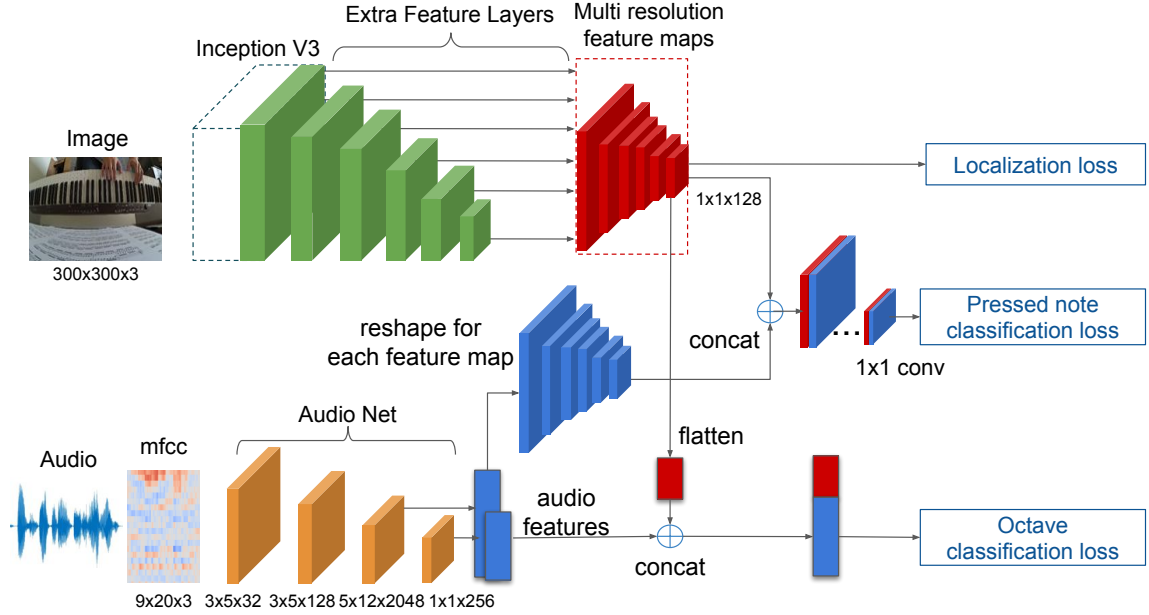 Extra Feature Layers
Multi resolution
feature maps
Inception V3
Image
300x300x3
1x1x128
Localization loss
reshape for
each feature map
concat
Pressed note
classification loss
1x1 conv
Audio Net
flatten
Audio
mfcc
audio
features
concat
Octave
classification loss
9x20x3
3x5x32
3x5x128
5x12x2048
1x1x256
...